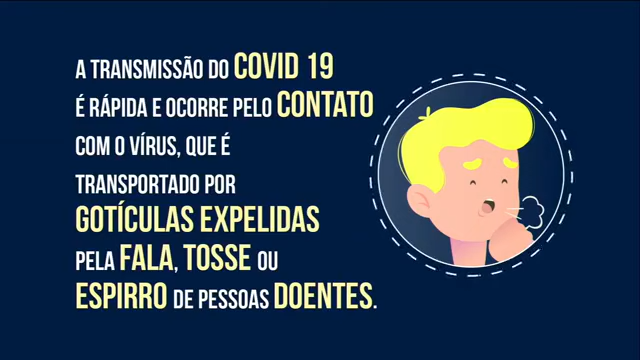 A TRANSMISSÃO DO COVID 19
É RÁPIDA E OCORRE PELO CONTATO
COM O VÍRUS, QUE É
TRANSPORTADO POR
GOTÍCULAS EXPELIDAS
PELA FALA, TOSSE OU
ESPIRRO DE PESSOAS DOENTES.